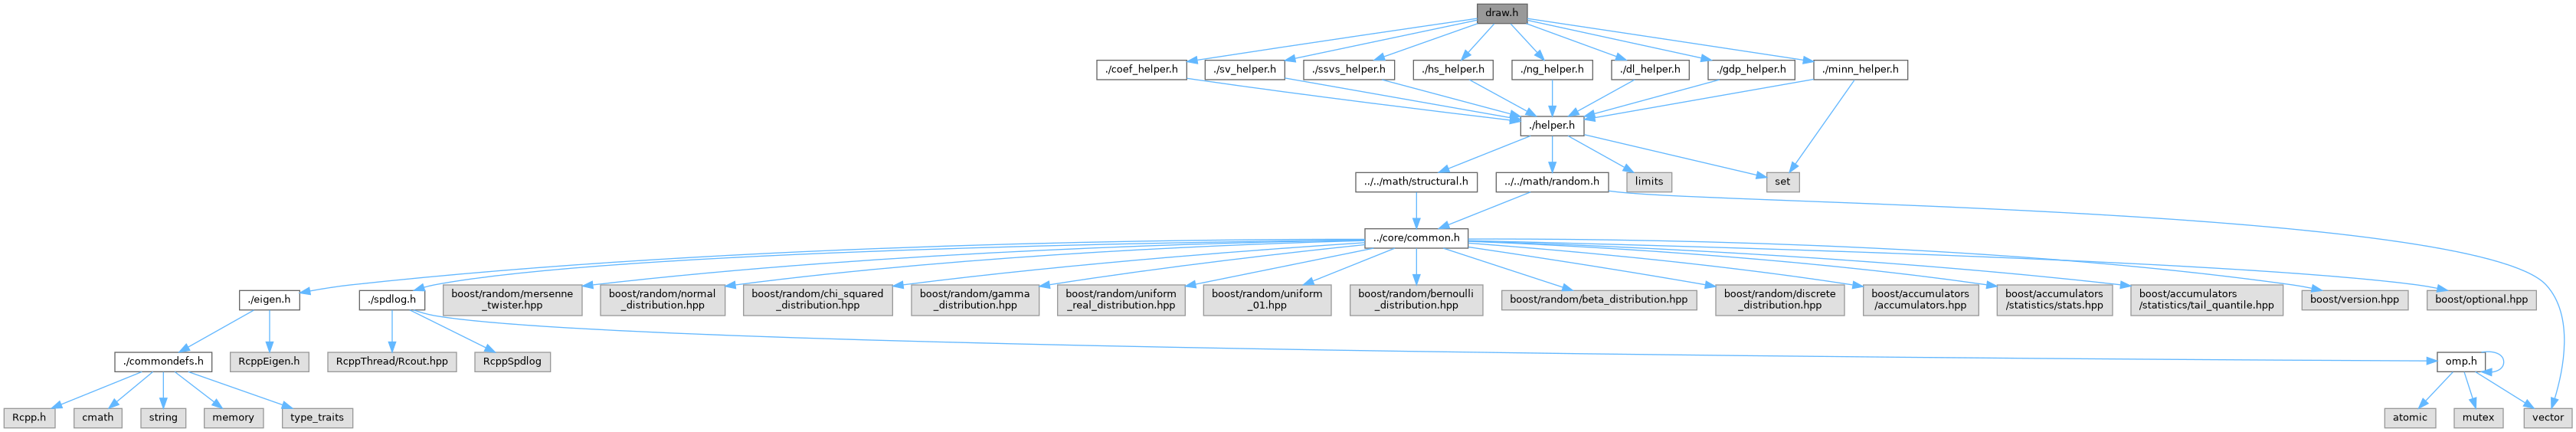 draw.h
./coef_helper.h
./sv_helper.h
./ssvs_helper.h
./hs_helper.h
./ng_helper.h
./dl_helper.h
./gdp_helper.h
./minn_helper.h
./helper.h
../../math/structural.h
../../math/random.h
limits
set
../core/common.h
./eigen.h
./spdlog.h
boost/random/mersenne
_twister.hpp
boost/random/normal
_distribution.hpp
boost/random/chi_squared
_distribution.hpp
boost/random/gamma
_distribution.hpp
boost/random/uniform
_real_distribution.hpp
boost/random/uniform
_01.hpp
boost/random/bernoulli
_distribution.hpp
boost/random/beta_distribution.hpp
boost/random/discrete
_distribution.hpp
boost/accumulators
/accumulators.hpp
boost/accumulators
/statistics/stats.hpp
boost/accumulators
/statistics/tail_quantile.hpp
boost/version.hpp
boost/optional.hpp
./commondefs.h
RcppEigen.h
RcppThread/Rcout.hpp
RcppSpdlog
omp.h
Rcpp.h
cmath
string
memory
type_traits
atomic
mutex
vector